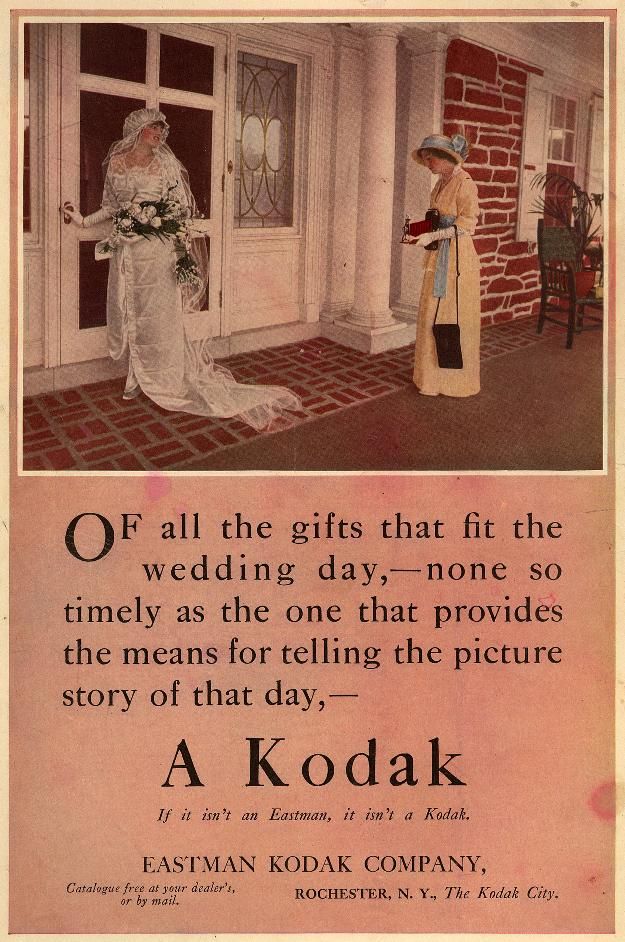 OF all the gifts that fit the
wedding day,—none so
timely as the one that provides
the means for telling the picture
story of that day,—
A Kodak
If it isn't an Eastman, it isn't a Kodak.
EASTMAN KODAK COMPANY,
Catalogue free at your dealer's,
or by mail.
ROCHESTER, N. Y., The Kodak City.